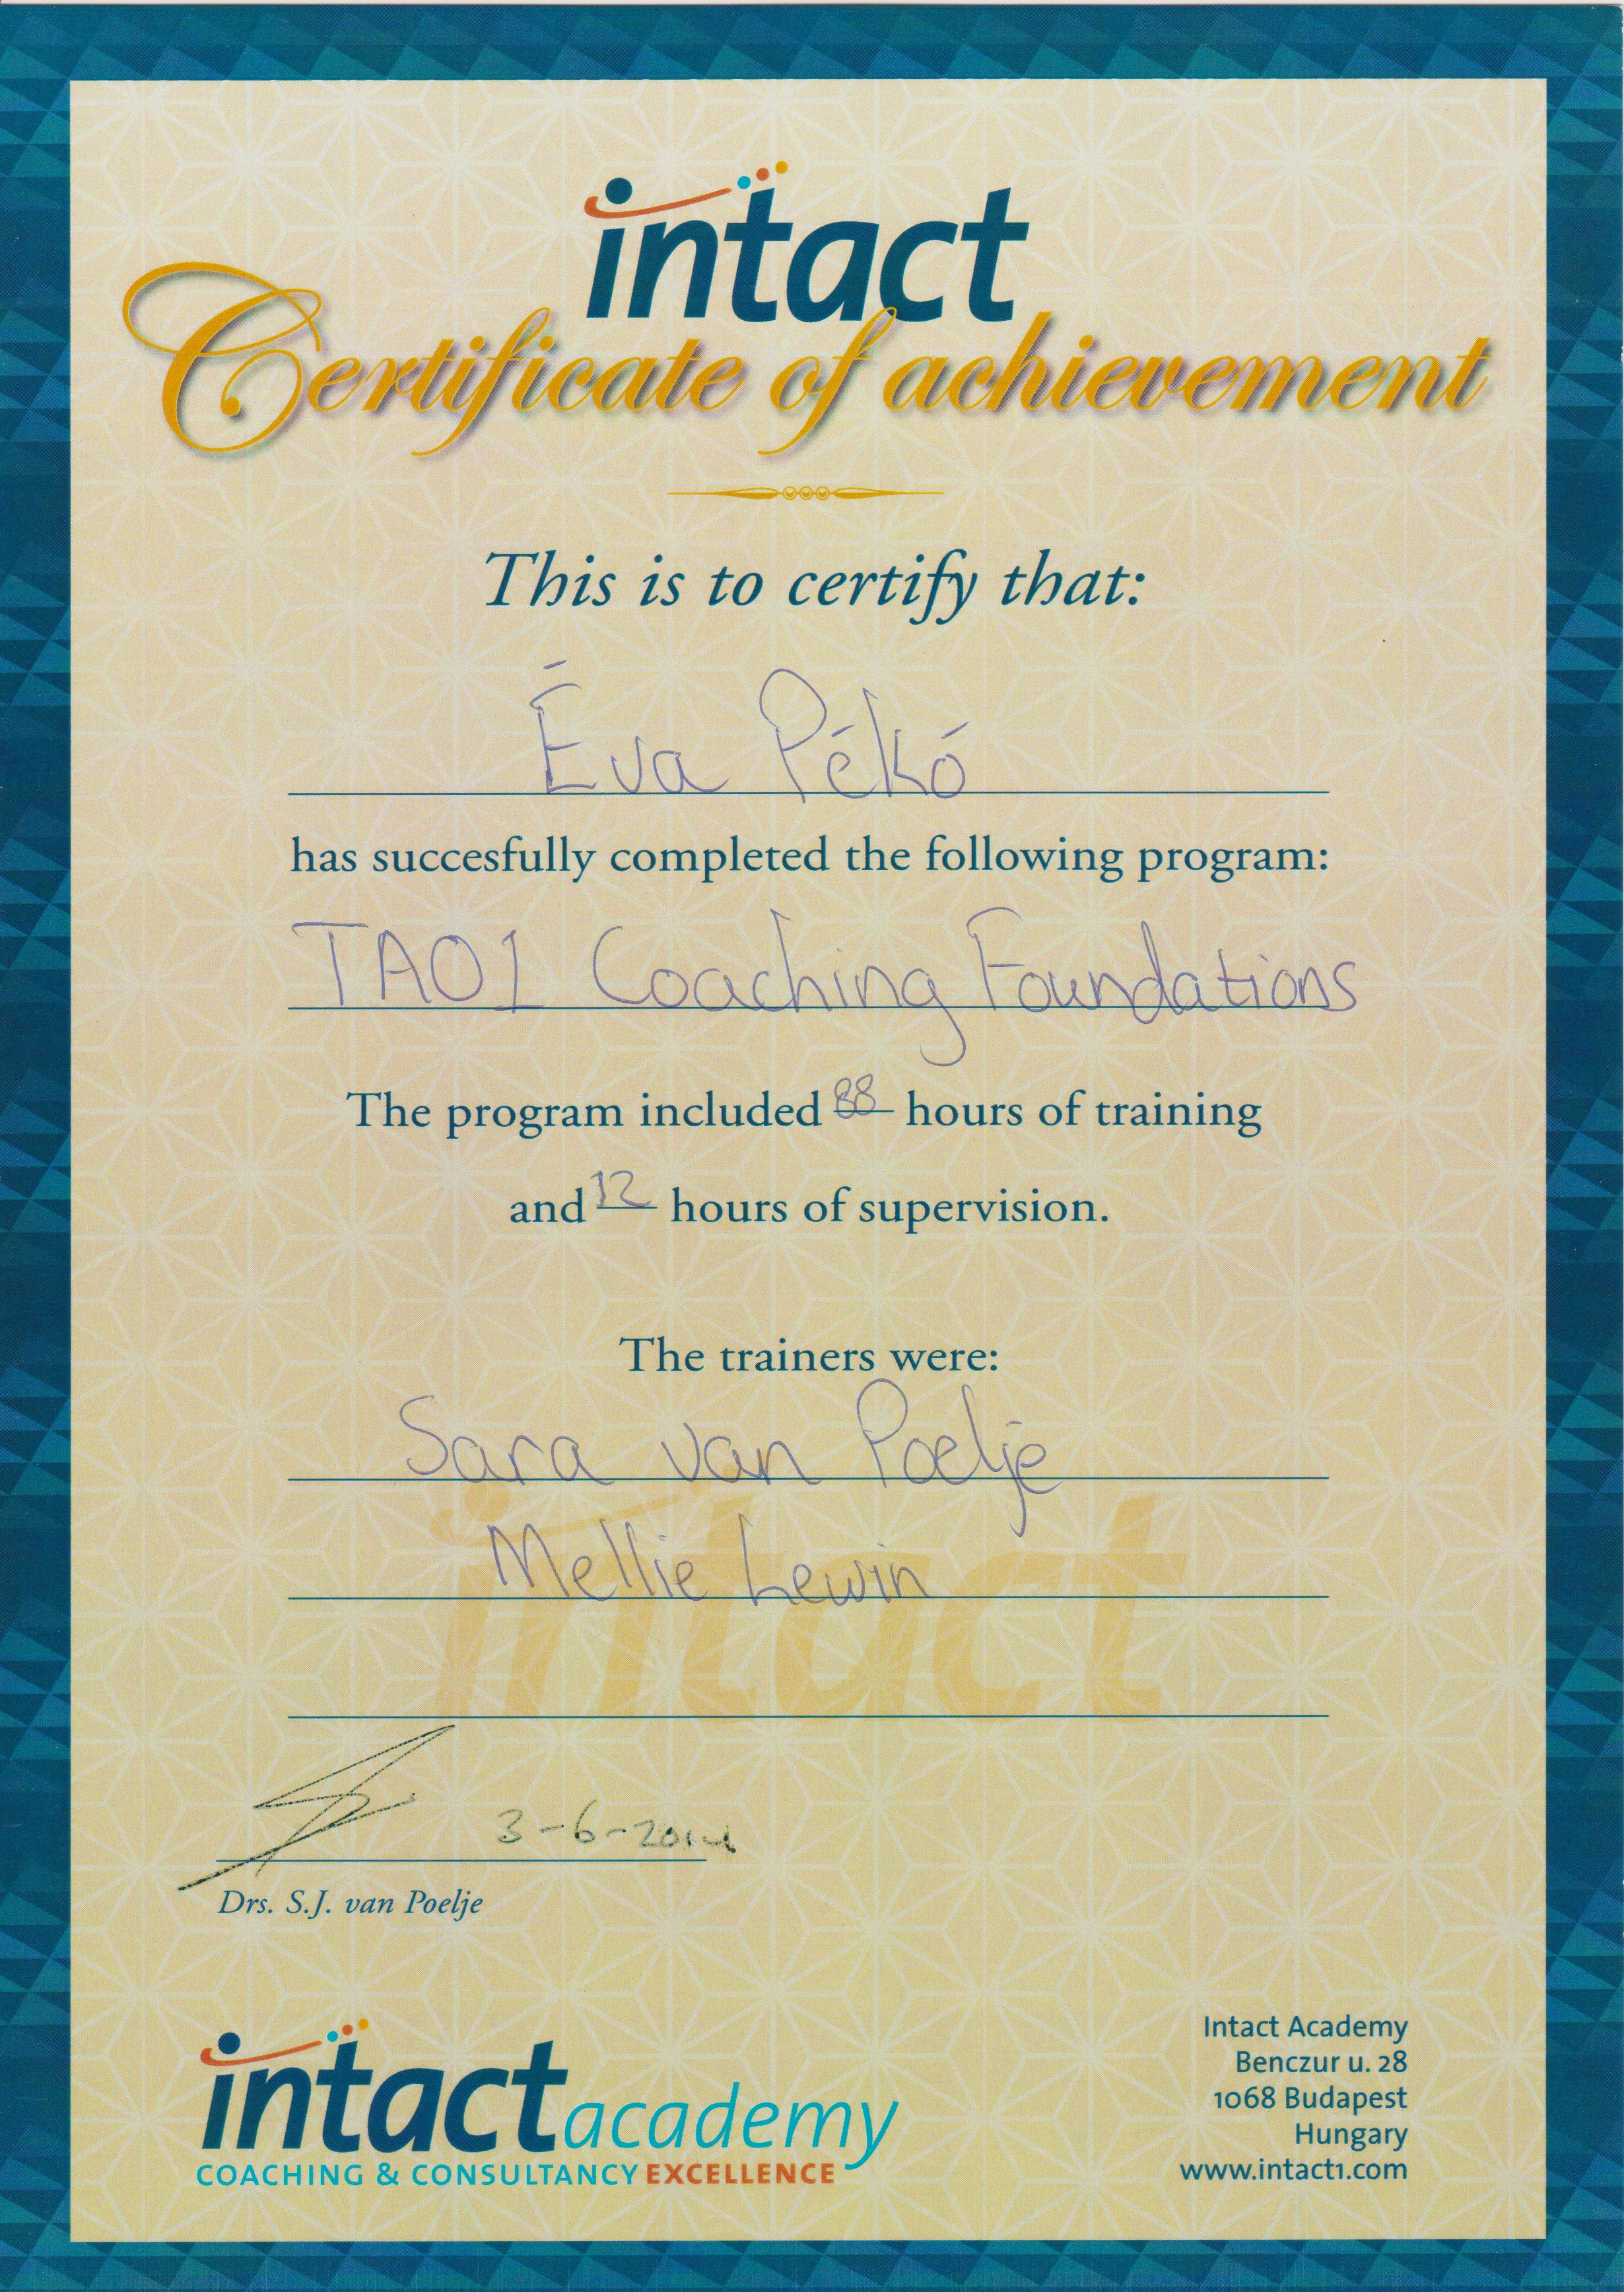 intact
Certificate of achievement
This is to certify that:
Éva Pékó
has succesfully completed the following program:
TA01 Coaching Foundations
The program included 88 hours of training
and 12 hours of supervision.
The trainers were:
Sara van Poelje
Mellie Lewin
intact
3-6-2014
Drs. S.J. van Poelje
intact academy
COACHING & CONSULTANCY EXCELLENCE
Intact Academy
Benczur u. 28
1068 Budapest
Hungary
www.intact1.com